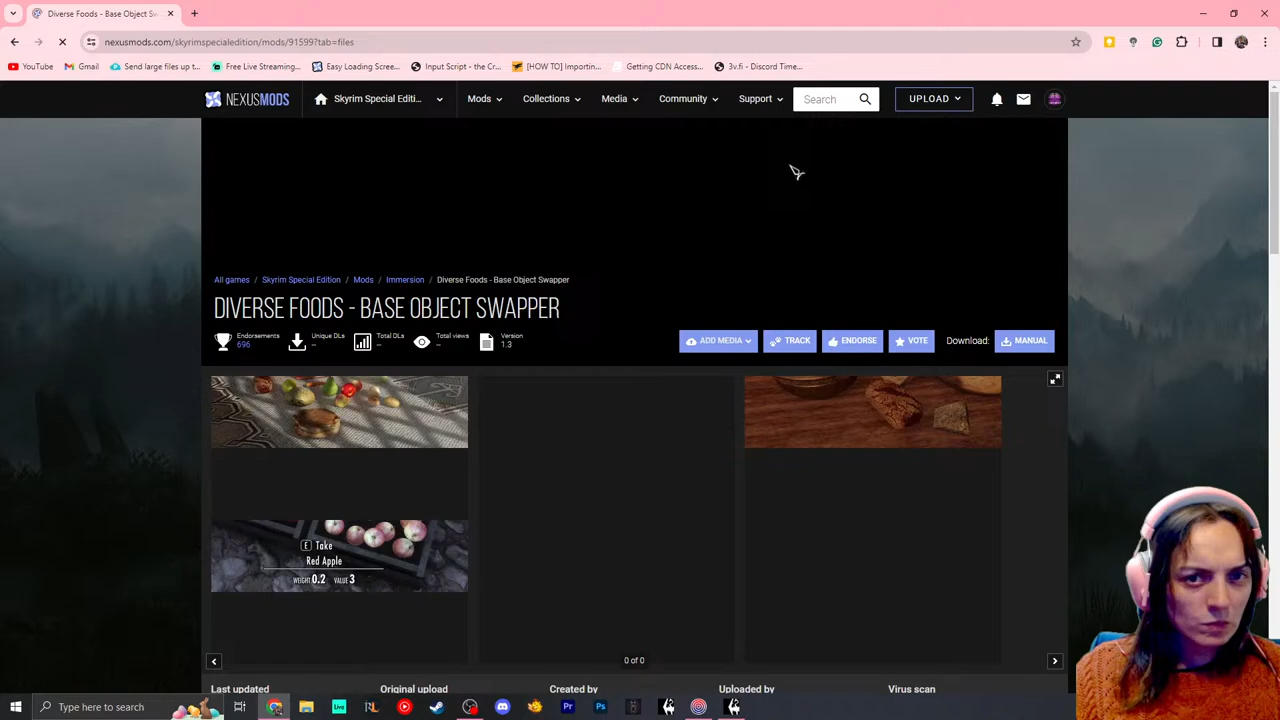 Diverse Foods - Base Object Sw
nexusmods.com/skyrimspecialedition/mods/91599?tab=files
YouTube
Gmail
Send large files up t...
Free Live Streaming...
Easy Loading Scree...
Input Script - the Cr...
[HOW TO] Importin...
Getting CDN Access...
3v.fi - Discord Time...
NEXUSMODS
Skyrim Special Editi...
Mods
Collections
Media
Community
Support
Search
UPLOAD
All games / Skyrim Special Edition / Mods / Immersion / Diverse Foods - Base Object Swapper
DIVERSE FOODS - BASE OBJECT SWAPPER
Endorsements
696
Unique DLs
--
Total DLs
--
Total views
--
Version
1.3
ADD MEDIA
TRACK
ENDORSE
VOTE
Download:
MANUAL
E Take
Red Apple
WEIGHT 0.2 VALUE 3
0 of 0
Last updated
Original upload
Created by
Uploaded by
Virus scan
Type here to search
Live
Pr
Ps